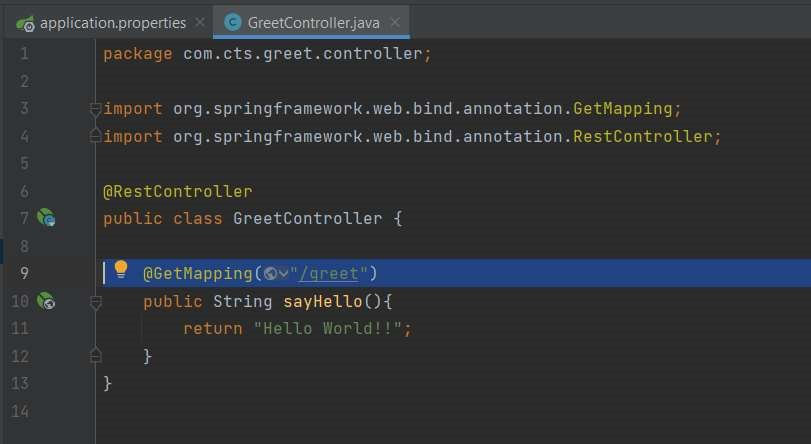 application.properties GreetController.java
1 package com.cts.greet.controller;
2
3 import org.springframework.web.bind.annotation.GetMapping;
4 import org.springframework.web.bind.annotation.RestController;
5
6 @RestController
7 public class GreetController {
8
9 @GetMapping("/greet")
10 public String sayHello(){
11 return "Hello World!!";
12 }
13 }
14